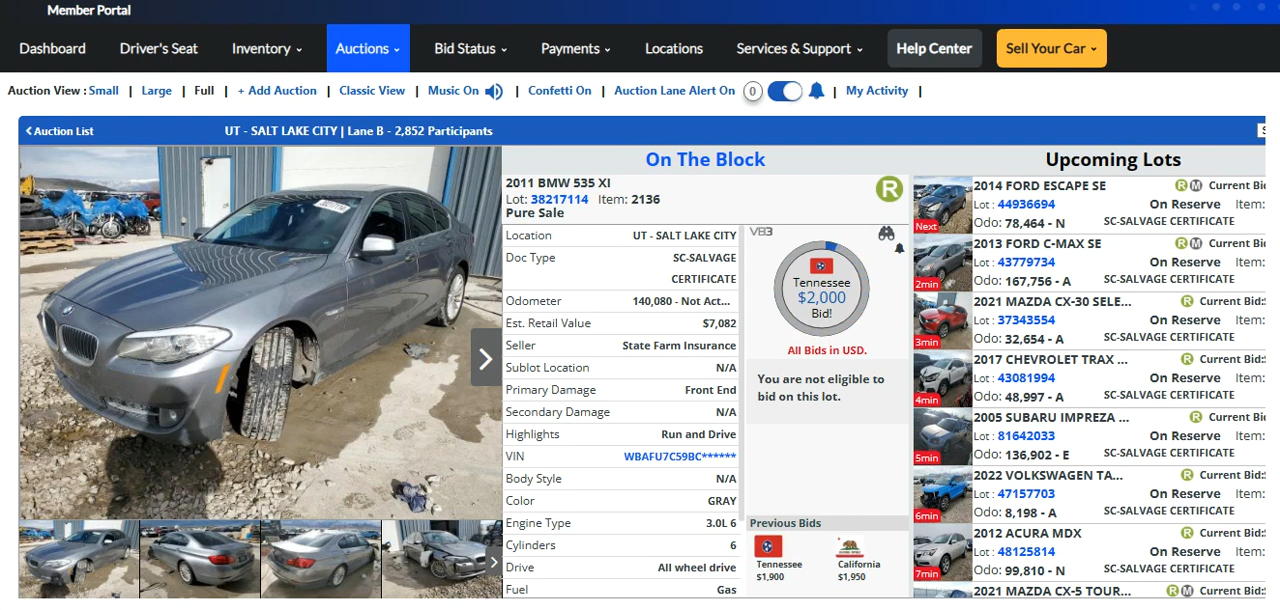 Member Portal
Dashboard Driver's Seat Inventory Auctions Bid Status Payments Locations Services & Support Help Center Sell Your Car
Auction View : Small | Large | Full | + Add Auction | Classic View | Music On | Confetti On | Auction Lane Alert On 0 | My Activity |
Auction List UT - SALT LAKE CITY | Lane B - 2,852 Participants
On The Block
2011 BMW 535 XI
Lot: 38217114 Item: 2136
Pure Sale
R
Location UT - SALT LAKE CITY
Doc Type SC-SALVAGE
CERTIFICATE
Odometer 140,080 - Not Act...
Est. Retail Value $7,082
Seller State Farm Insurance
Sublot Location N/A
Primary Damage Front End
Secondary Damage N/A
Highlights Run and Drive
VIN WBAFU7C59BC******
Body Style N/A
Color GRAY
Engine Type 3.0L 6
Cylinders 6
Drive All wheel drive
Fuel Gas
VB3
Tennessee
$2,000
Bid!
All Bids in USD.
You are not eligible to
bid on this lot.
Previous Bids
Tennessee
$1,900
California
$1,950
Upcoming Lots
2014 FORD ESCAPE SE R M Current Bid
Lot : 44936694 On Reserve Item:
Next Odo: 78,464 - N SC-SALVAGE CERTIFICATE
2013 FORD C-MAX SE R M Current Bid
Lot : 43779734 On Reserve Item:
2min Odo: 167,756 - A SC-SALVAGE CERTIFICATE
2021 MAZDA CX-30 SELE... R Current Bid:
Lot : 37343554 On Reserve Item:
3min Odo: 32,654 - A SC-SALVAGE CERTIFICATE
2017 CHEVROLET TRAX ... R Current Bid:
Lot : 43081994 On Reserve Item:
4min Odo: 48,997 - A SC-SALVAGE CERTIFICATE
2005 SUBARU IMPREZA ... R Current Bid
Lot : 81642033 On Reserve Item:
5min Odo: 136,902 - E SC-SALVAGE CERTIFICATE
2022 VOLKSWAGEN TA... R Current Bid:
Lot : 47157703 On Reserve Item:
6min Odo: 8,198 - A SC-SALVAGE CERTIFICATE
2012 ACURA MDX R Current Bid:
Lot : 48125814 On Reserve Item:
7min Odo: 99,810 - N SC-SALVAGE CERTIFICATE
2021 MAZDA CX-5 TOUR... R M Current Bid